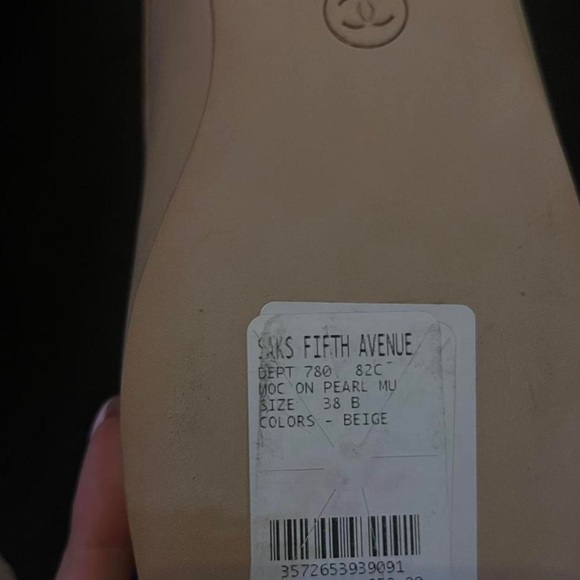 SAKS FIFTH AVENUE
DEPT 780 82C
MOC ON PEARL MU
SIZE 38 B
COLORS - BEIGE
3572653939091